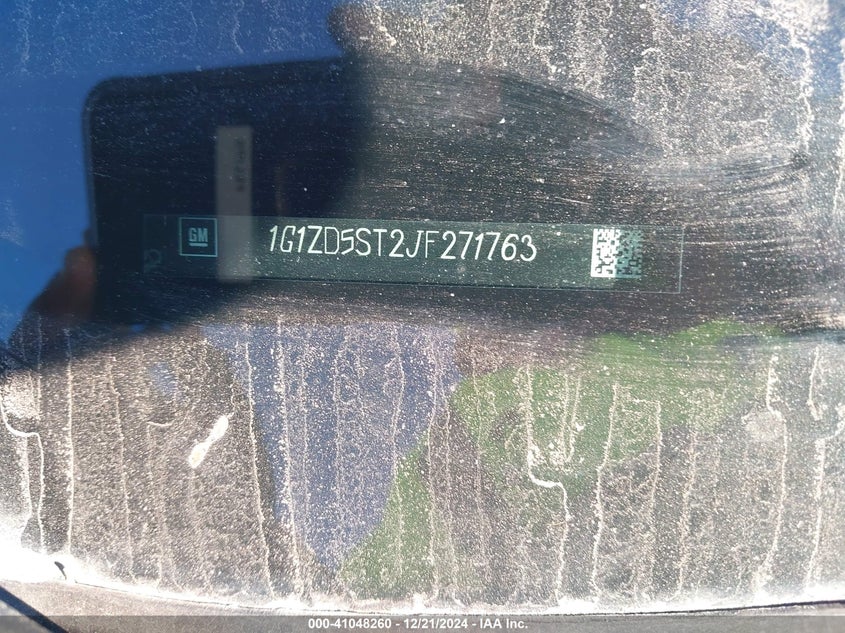 GM 1G1ZD5ST2JF271763
000-41048260 - 12/21/2024 - IAA Inc.